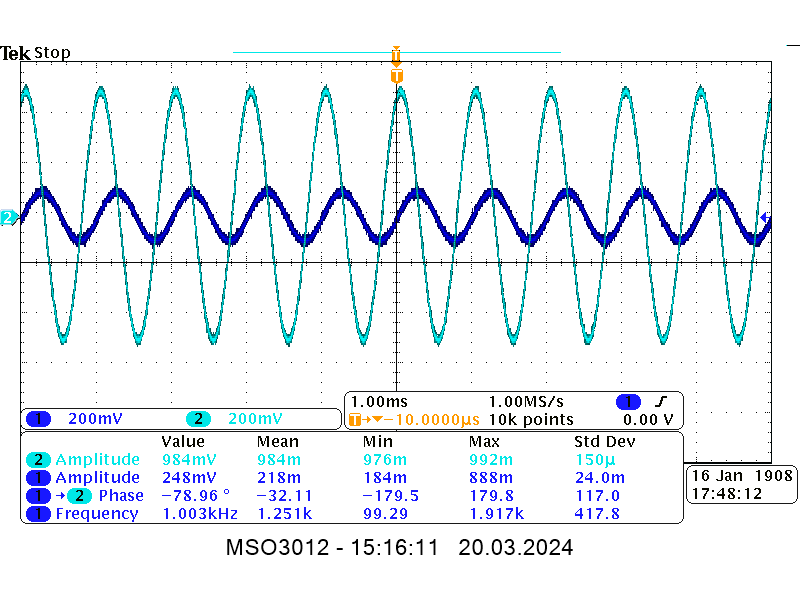 Tek Stop
T
T
2
1 200mV 2 200mV
1.00ms 1.00MS/s 1
T→▼−10.0000µs 10k points 0.00 V
Value Mean Min Max Std Dev
2 Amplitude 984mV 984m 976m 992m 150µ
1 Amplitude 248mV 218m 184m 888m 24.0m
1 → 2 Phase −78.96 ° −32.11 −179.5 179.8 117.0
1 Frequency 1.003kHz 1.251k 99.29 1.917k 417.8
16 Jan 1908
17:48:12
MSO3012 - 15:16:11 20.03.2024